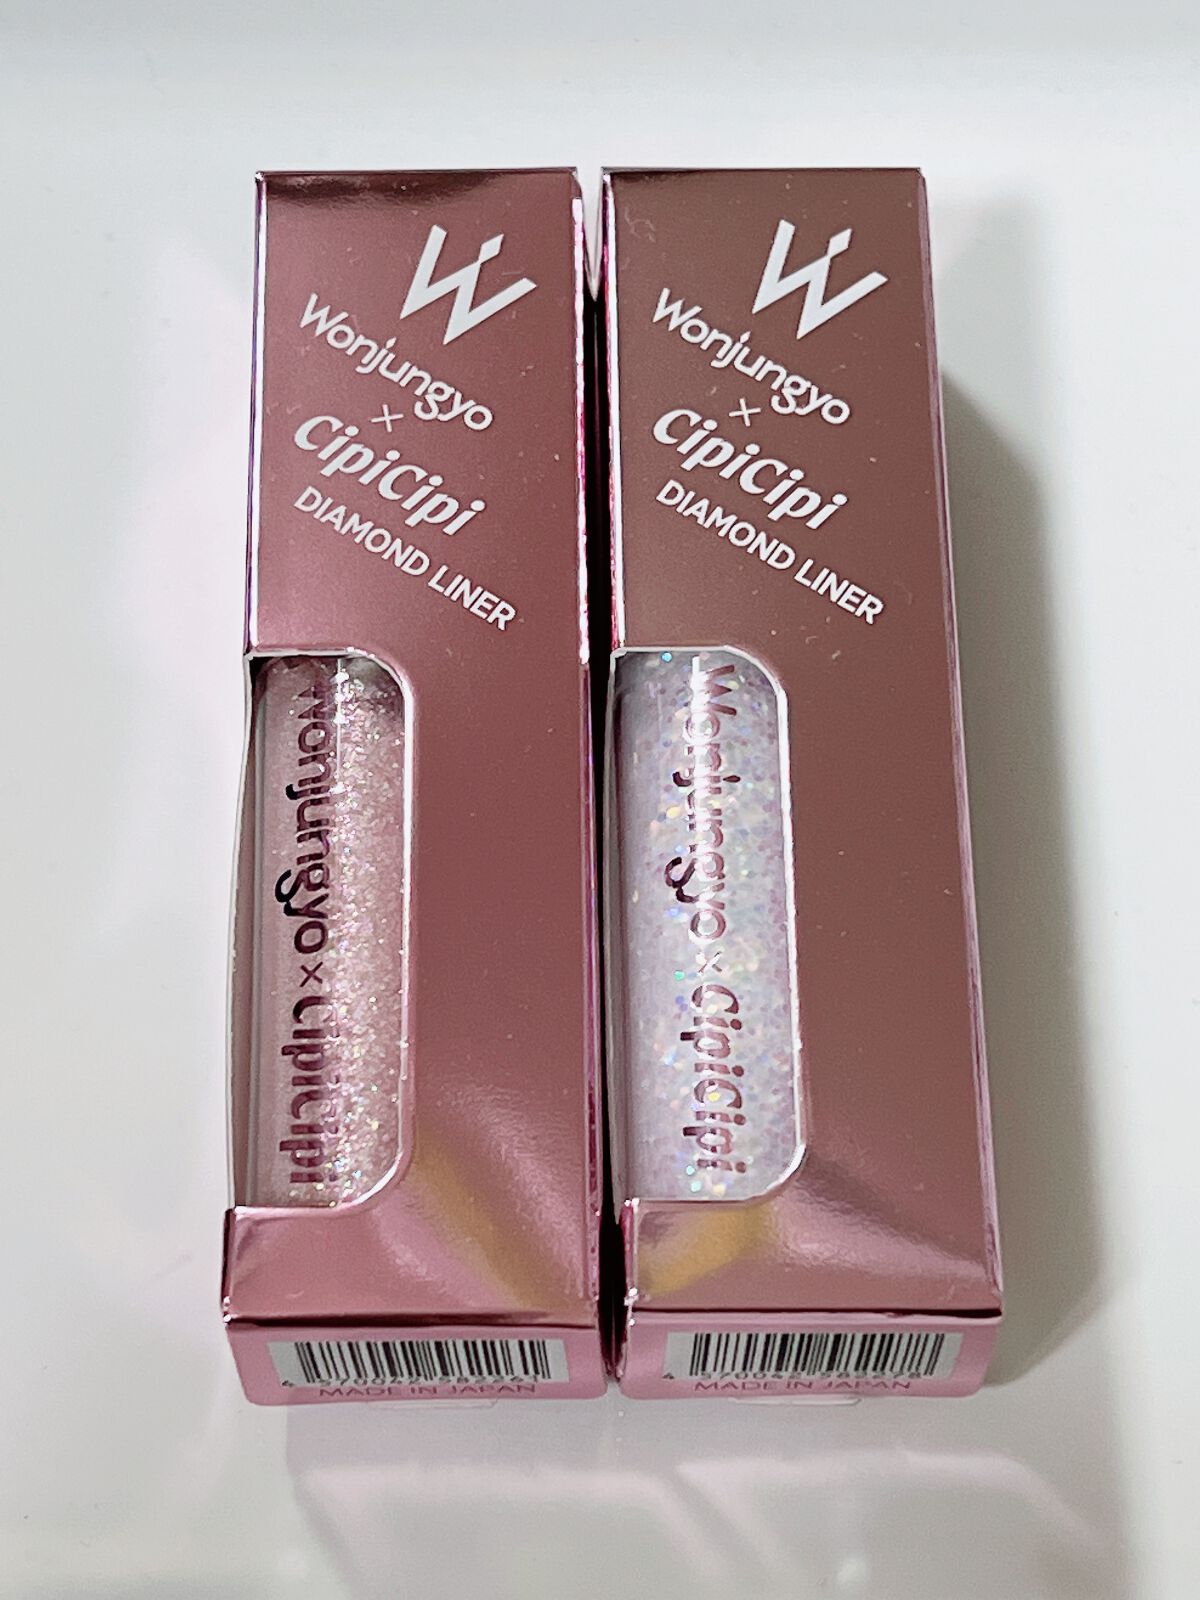 W
Wonjungyo
×
CipiCipi
DIAMOND LINER
Wonjungyo×CipiCipi
MADE IN JAPAN
W
Wonjungyo
×
CipiCipi
DIAMOND LINER
Wonjungyo×CipiCipi
MADE IN JAPAN